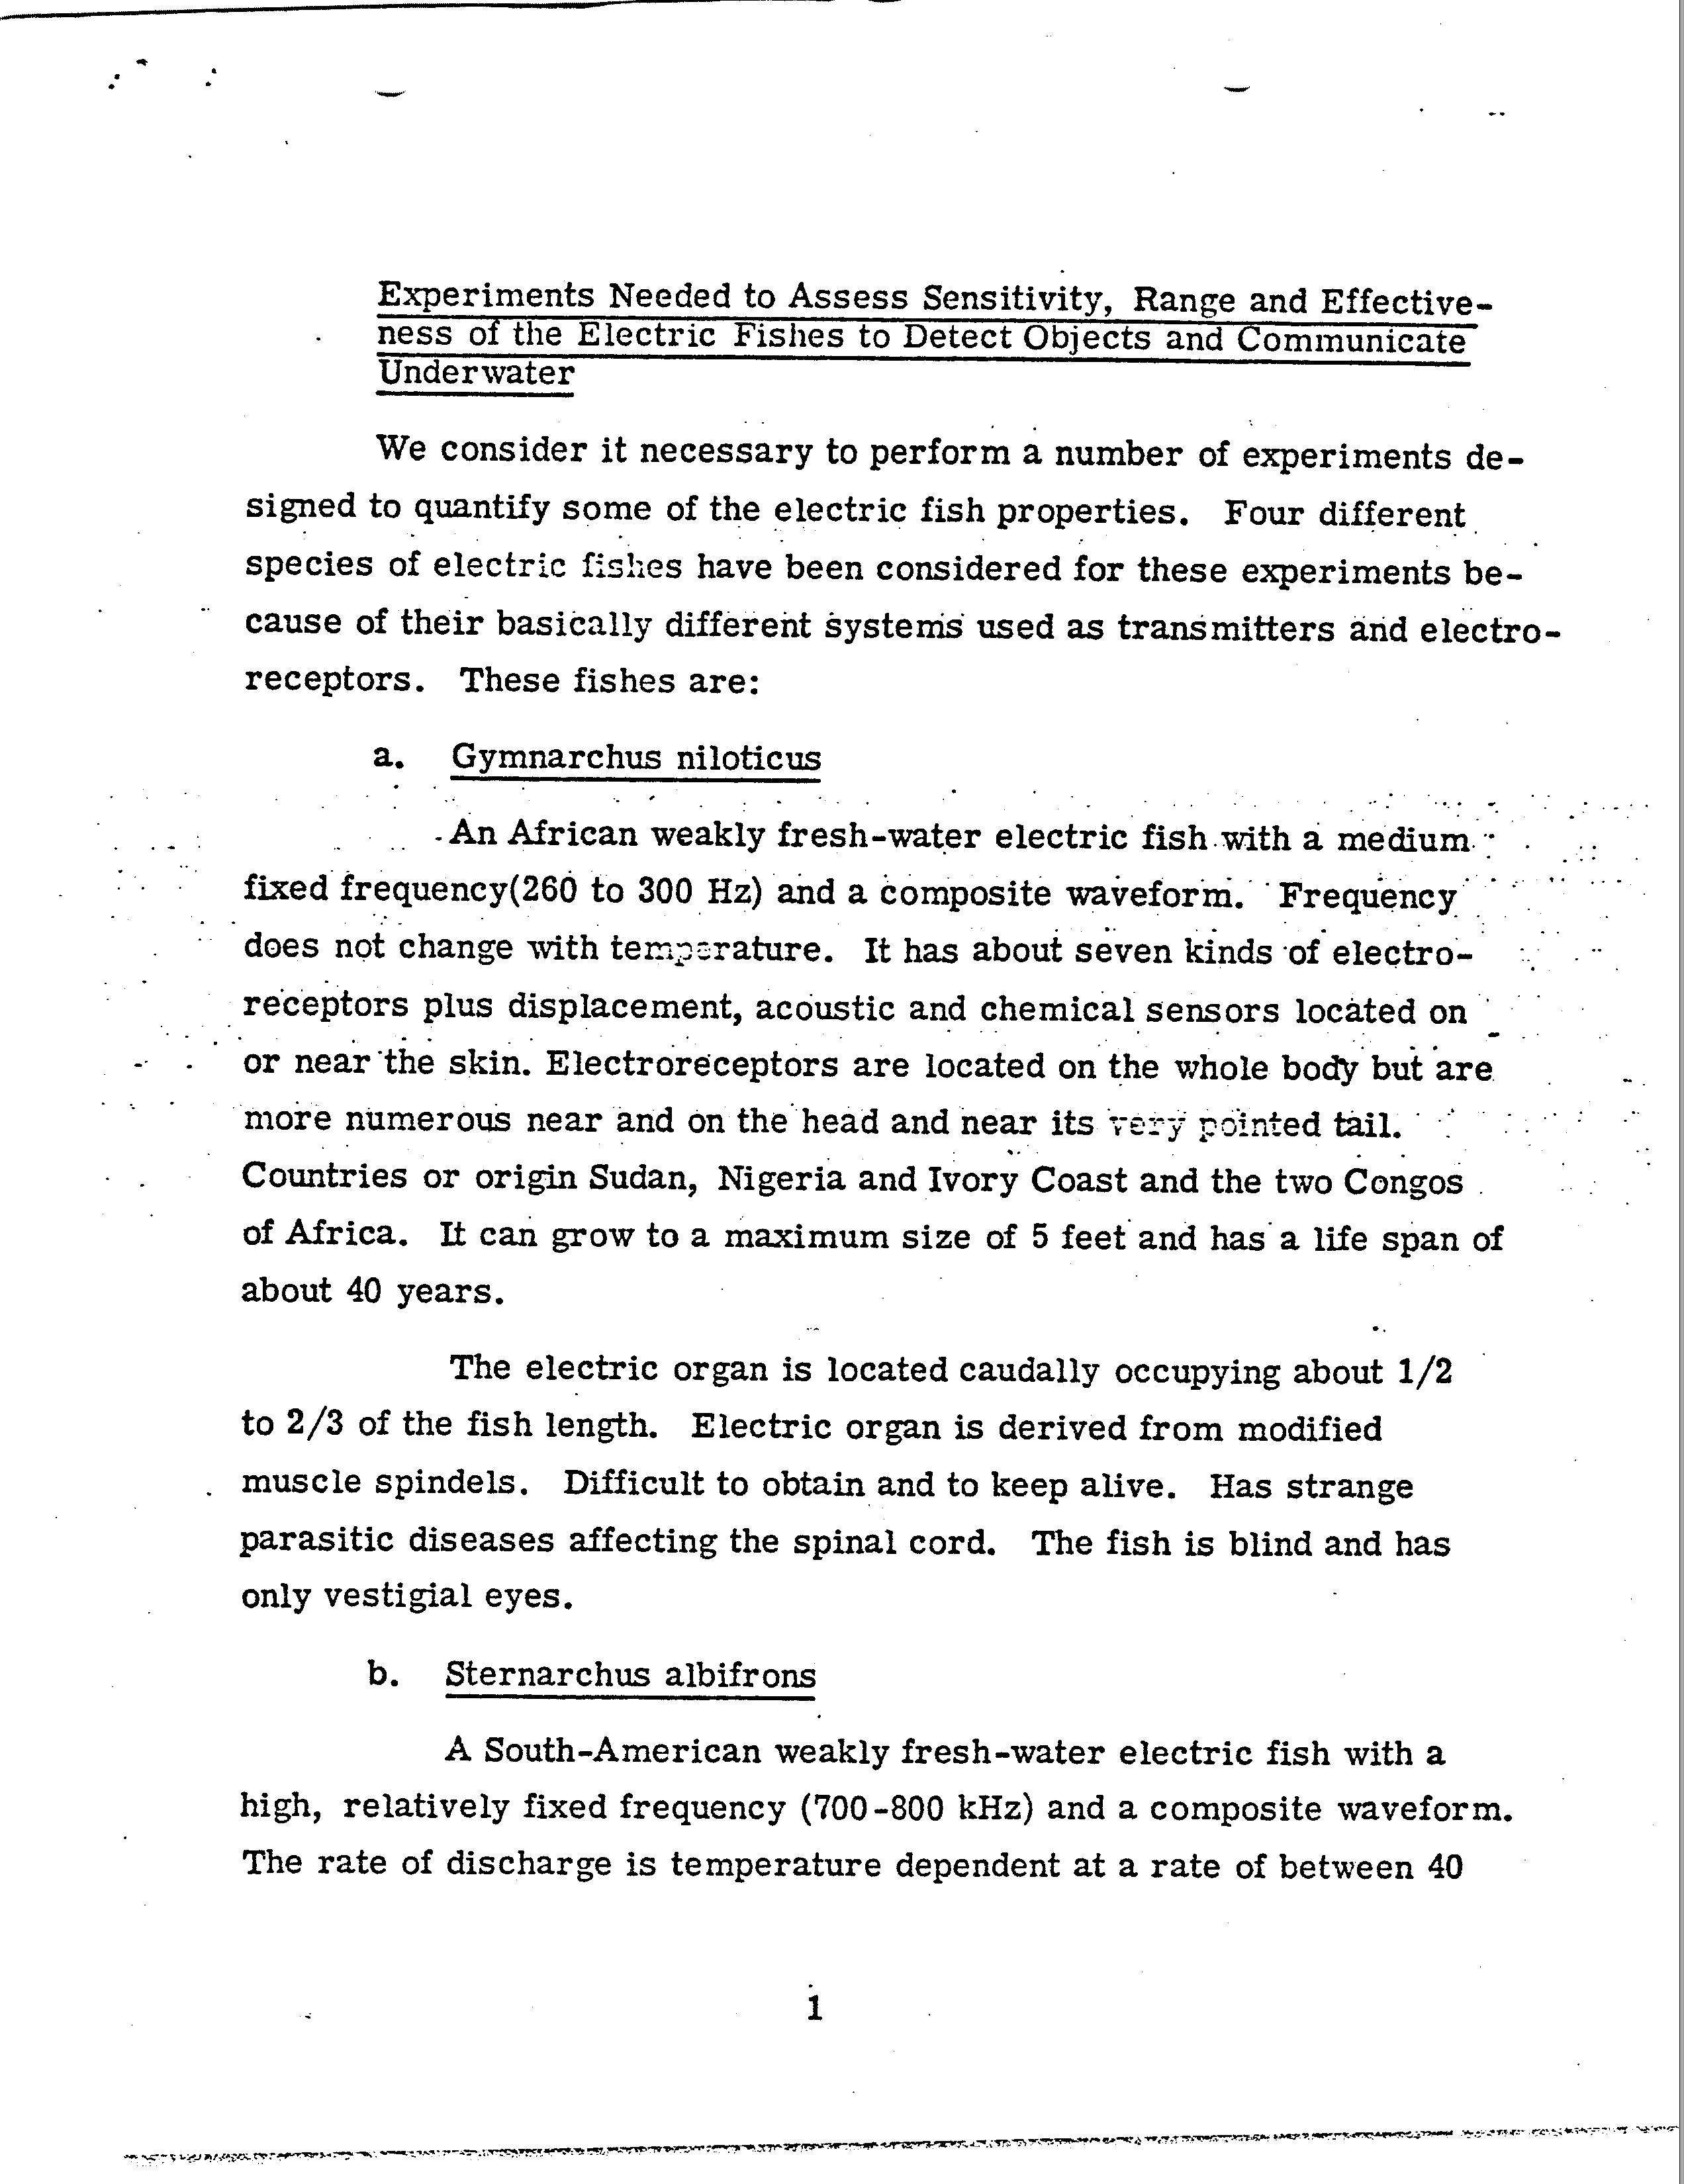 Experiments Needed to Assess Sensitivity, Range and Effective-
ness of the Electric Fishes to Detect Objects and Communicate
Underwater
We consider it necessary to perform a number of experiments de-
signed to quantify some of the electric fish properties. Four different
species of electric fishes have been considered for these experiments be-
cause of their basically different systems used as transmitters and electro-
receptors. These fishes are:
a. Gymnarchus niloticus
An African weakly fresh-water electric fish with a medium
fixed frequency(260 to 300 Hz) and a composite waveform. Frequency
does not change with temperature. It has about seven kinds of electro-
receptors plus displacement, acoustic and chemical sensors located on
or near the skin. Electroreceptors are located on the whole body but are
more numerous near and on the head and near its very pointed tail.
Countries or origin Sudan, Nigeria and Ivory Coast and the two Congos
of Africa. It can grow to a maximum size of 5 feet and has a life span of
about 40 years.
The electric organ is located caudally occupying about 1/2
to 2/3 of the fish length. Electric organ is derived from modified
muscle spindels. Difficult to obtain and to keep alive. Has strange
parasitic diseases affecting the spinal cord. The fish is blind and has
only vestigial eyes.
b. Sternarchus albifrons
A South-American weakly fresh-water electric fish with a
high, relatively fixed frequency (700-800 kHz) and a composite waveform.
The rate of discharge is temperature dependent at a rate of between 40
1